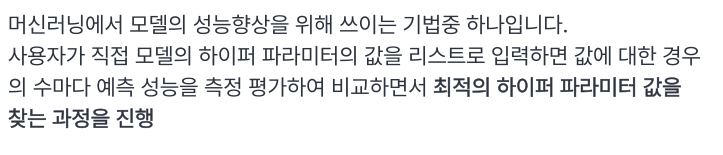 머신러닝에서 모델의 성능향상을 위해 쓰이는 기법중 하나입니다.
사용자가 직접 모델의 하이퍼 파라미터의 값을 리스트로 입력하면 값에 대한 경우
의 수마다 예측 성능을 측정 평가하여 비교하면서 최적의 하이퍼 파라미터 값을
찾는 과정을 진행